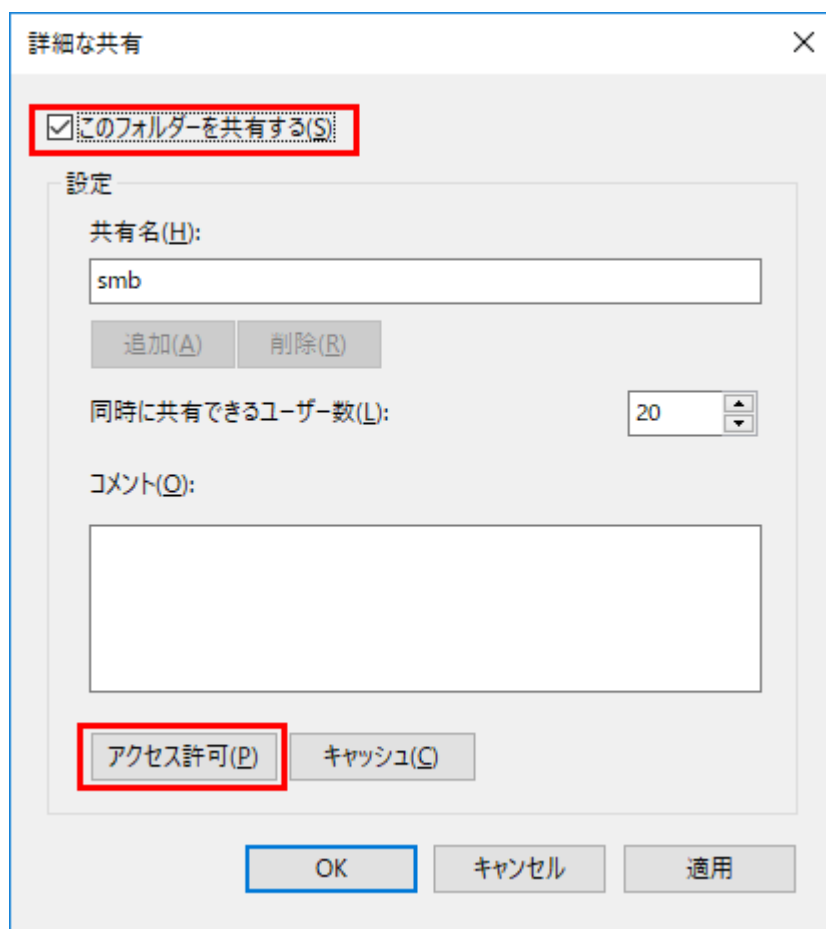 詳細な共有
このフォルダーを共有する(S)
設定
共有名(H):
smb
追加(A) 削除(R)
同時に共有できるユーザー数(L): 20
コメント(O):
アクセス許可(P) キャッシュ(C)
OK キャンセル 適用